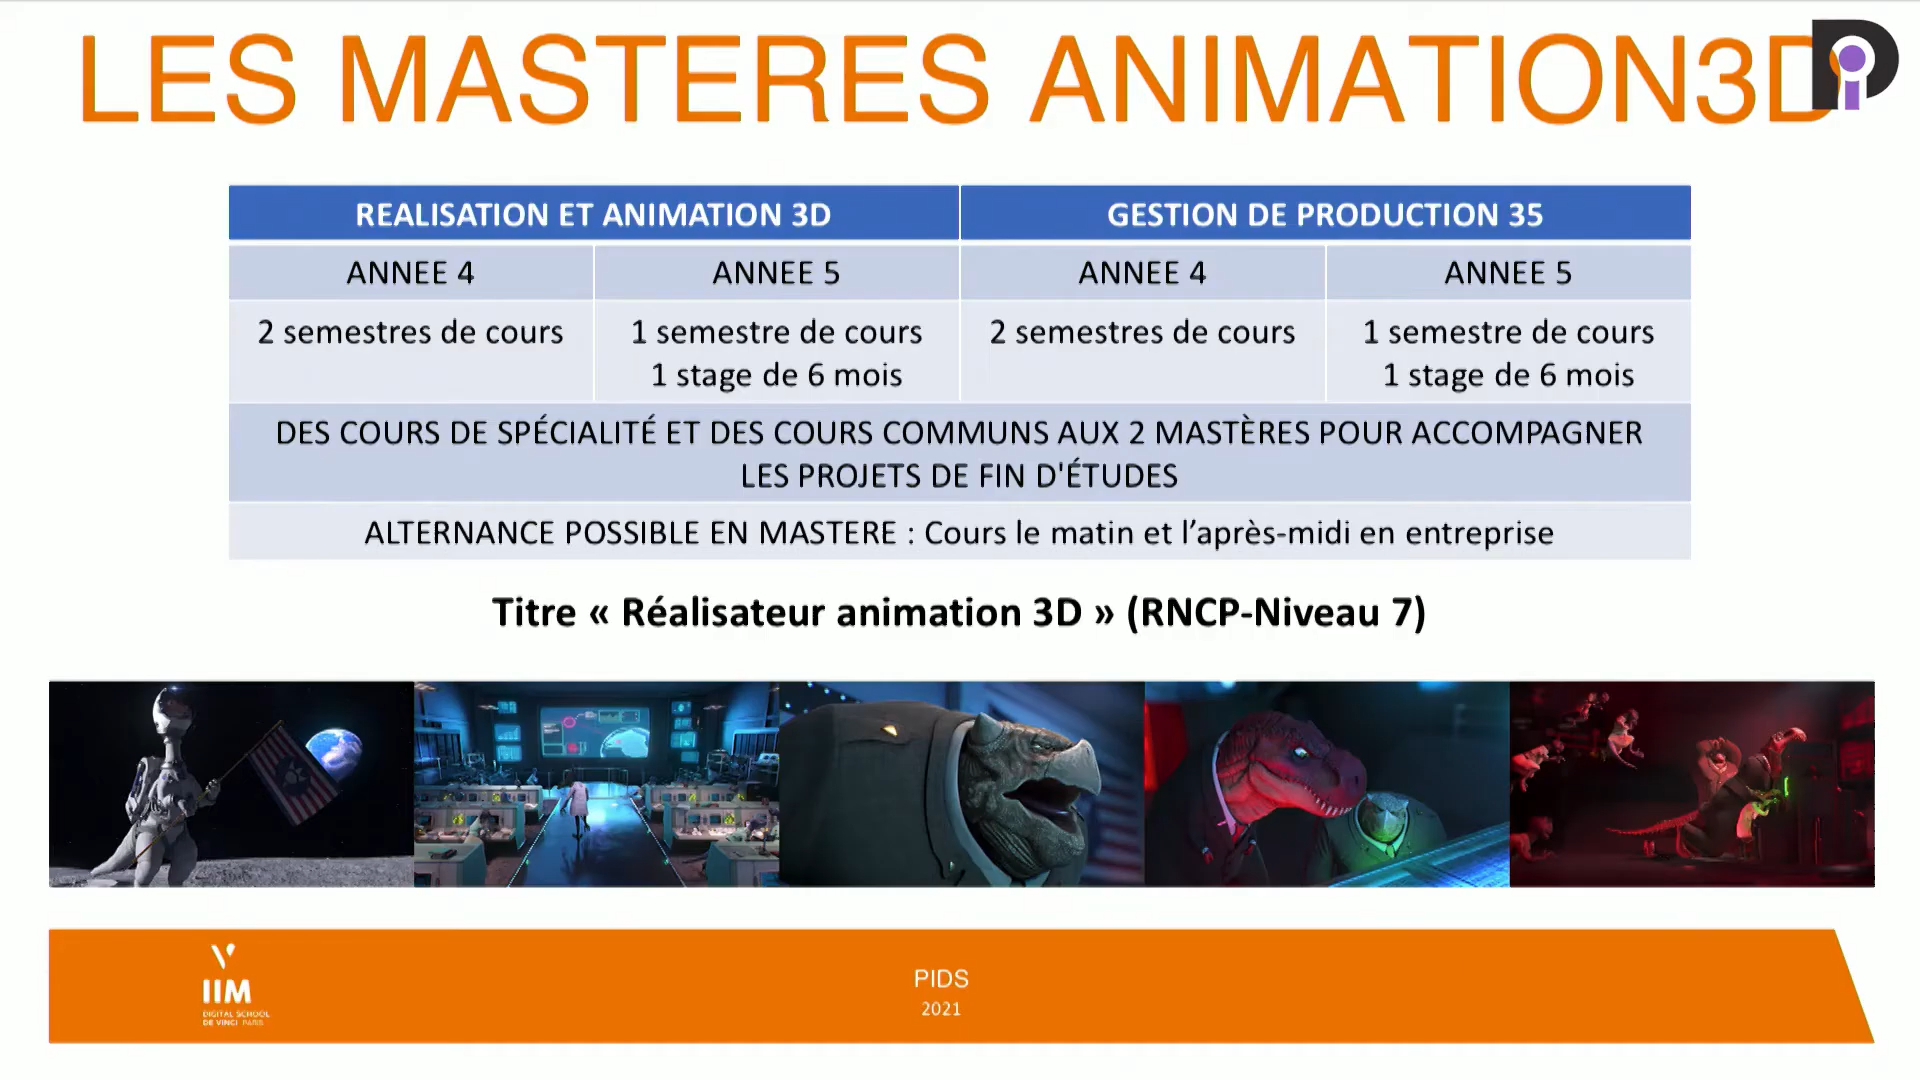 LES MASTERES ANIMATION3D
REALISATION ET ANIMATION 3D
GESTION DE PRODUCTION 35
ANNEE 4
ANNEE 5
ANNEE 4
ANNEE 5
2 semestres de cours
1 semestre de cours
1 stage de 6 mois
2 semestres de cours
1 semestre de cours
1 stage de 6 mois
DES COURS DE SPÉCIALITÉ ET DES COURS COMMUNS AUX 2 MASTÈRES POUR ACCOMPAGNER
LES PROJETS DE FIN D'ÉTUDES
ALTERNANCE POSSIBLE EN MASTERE : Cours le matin et l’après-midi en entreprise
Titre « Réalisateur animation 3D » (RNCP-Niveau 7)
IIM
DIGITAL SCHOOL
DE VINCI PARIS
PIDS
2021